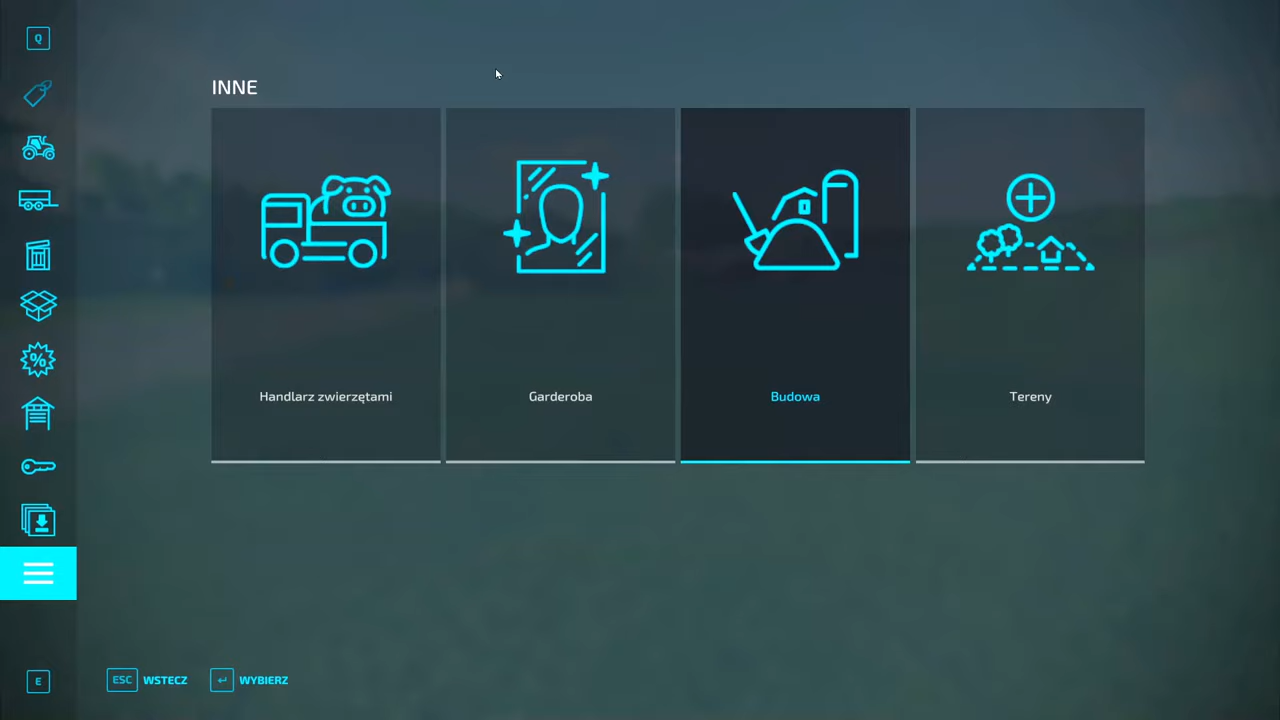 Q
INNE
%
Handlarz zwierzętami
Garderoba
Budowa
Tereny
E
ESC WSTECZ ↵ WYBIERZ